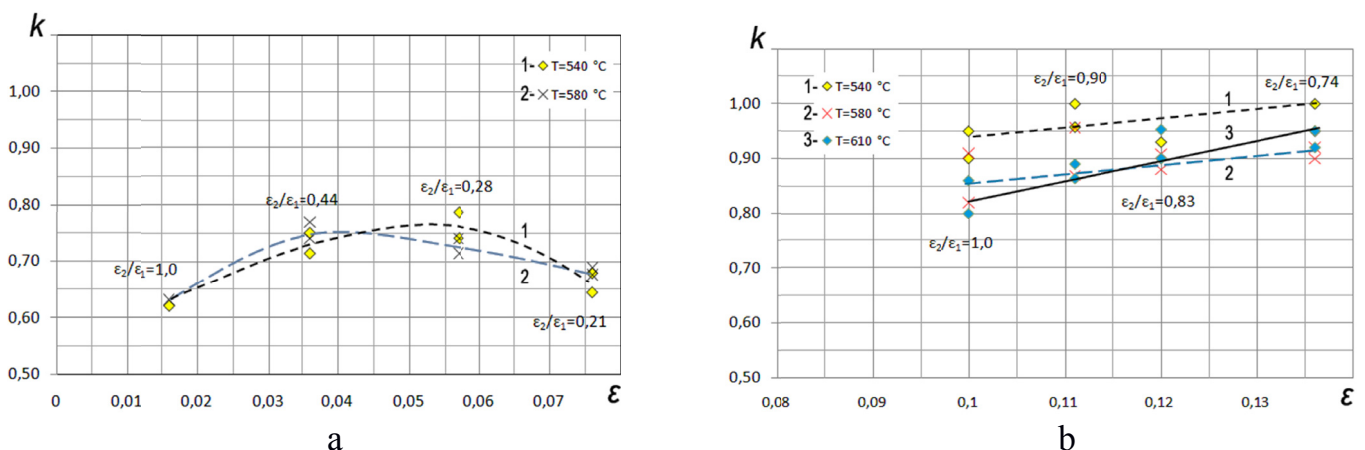 k
1- T=540 °C
2- T=580 °C
1,00
0,90
0,80
0,70
0,60
0,50
ε2/ε1=1,0
ε2/ε1=0,44
ε2/ε1=0,28
ε2/ε1=0,21
1
2
0
0,01
0,02
0,03
0,04
0,05
0,06
0,07
ε
a
k
1- T=540 °C
2- T=580 °C
3- T=610 °C
1,00
0,90
0,80
0,70
0,60
0,50
ε2/ε1=0,90
ε2/ε1=0,74
1
3
2
ε2/ε1=0,83
ε2/ε1=1,0
0,08
0,09
0,1
0,11
0,12
0,13
ε
b